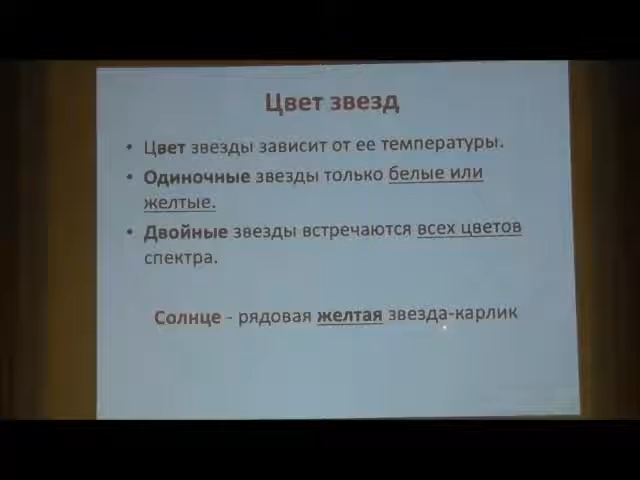 Цвет звезд
• Цвет звезды зависит от ее температуры.
• Одиночные звезды только белые или
желтые.
• Двойные звезды встречаются всех цветов
спектра.
Солнце - рядовая желтая звезда-карлик